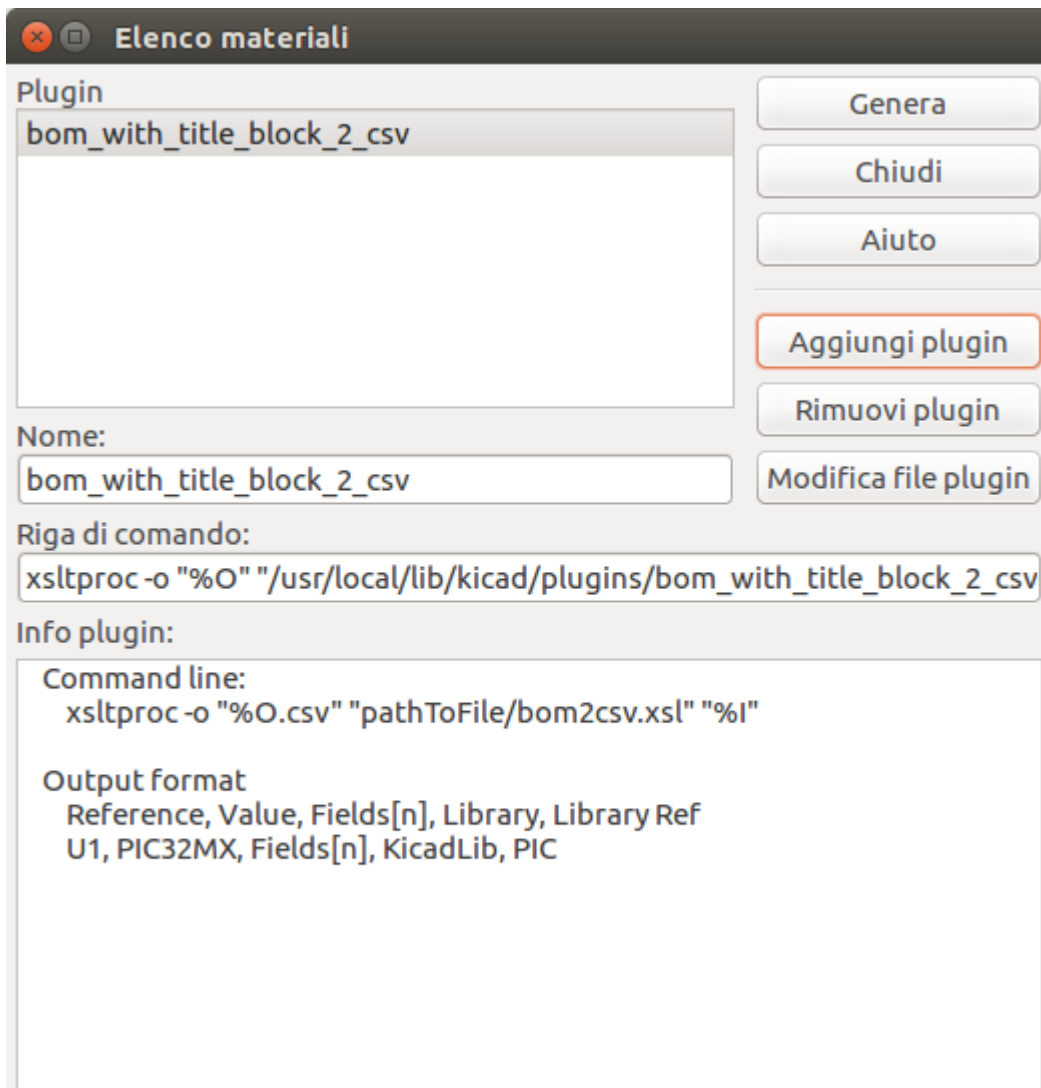 Elenco materiali
Plugin
bom_with_title_block_2_csv
Genera
Chiudi
Aiuto
Aggiungi plugin
Rimuovi plugin
Modifica file plugin
Nome:
bom_with_title_block_2_csv
Riga di comando:
xsltproc -o "%O" "/usr/local/lib/kicad/plugins/bom_with_title_block_2_csv
Info plugin:
Command line:
xsltproc -o "%O.csv" "pathToFile/bom2csv.xsl" "%I"
Output format
Reference, Value, Fields[n], Library, Library Ref
U1, PIC32MX, Fields[n], KicadLib, PIC